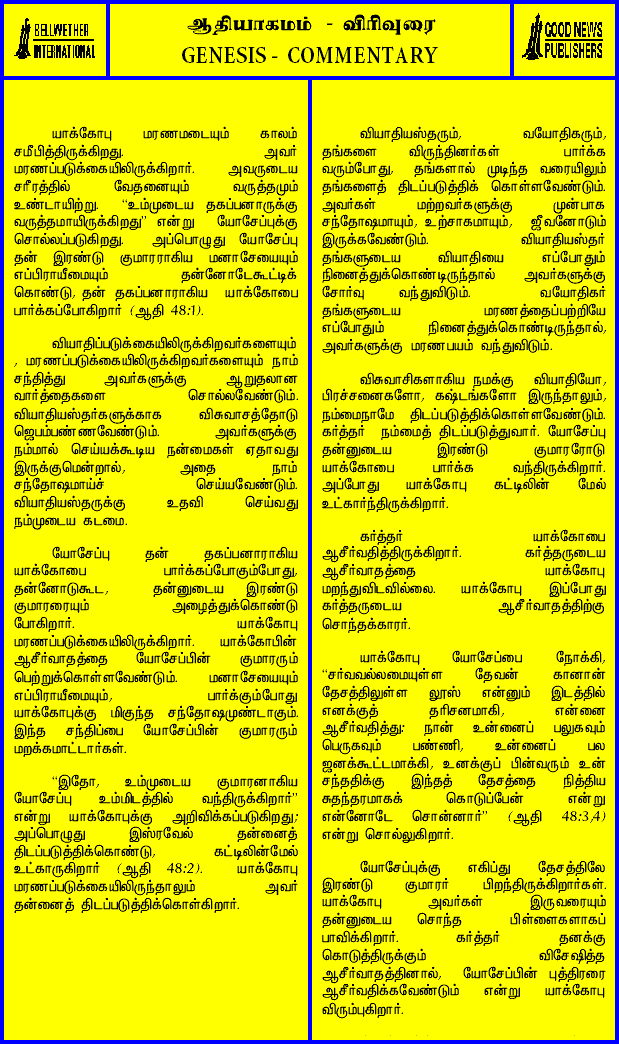 BELLWETHER
INTERNATIONAL
ஆதியாகமம் - விரிவுரை
GENESIS - COMMENTARY
GOOD NEWS
PUBLISHERS
யாக்கோபு மரணமடையும் காலம்
சமீபித்திருக்கிறது. அவர்
மரணப்படுக்கையிலிருக்கிறார். அவருடைய
சரீரத்தில் வேதனையும் வருத்தமும்
உண்டாயிற்று. “உம்முடைய தகப்பனாருக்கு
வருத்தமாயிருக்கிறது” என்று யோசேப்புக்கு
சொல்லப்படுகிறது. அப்பொழுது யோசேப்பு
தன் இரண்டு குமாரராகிய மனாசேயையும்
எப்பிராயீமையும் தன்னோடேகூட்டிக்
கொண்டு, தன் தகப்பனாராகிய யாக்கோபை
பார்க்கப்போகிறார் (ஆதி 48:1).
வியாதிப்படுக்கையிலிருக்கிறவர்களையும்
, மரணப்படுக்கையிலிருக்கிறவர்களையும் நாம்
சந்தித்து அவர்களுக்கு ஆறுதலான
வார்த்தைகளை சொல்லவேண்டும்.
வியாதியஸ்தர்களுக்காக விசுவாசத்தோடு
ஜெபம்பண்ணவேண்டும். அவர்களுக்கு
நம்மால் செய்யக்கூடிய நன்மைகள் ஏதாவது
இருக்குமென்றால், அதை நாம்
சந்தோஷமாய்ச் செய்யவேண்டும்.
வியாதியஸ்தருக்கு உதவி செய்வது
நம்முடைய கடமை.
யோசேப்பு தன் தகப்பனாராகிய
யாக்கோபை பார்க்கப்போகும்போது,
தன்னோடுகூட, தன்னுடைய இரண்டு
குமாரரையும் அழைத்துக்கொண்டு
போகிறார். யாக்கோபு
மரணப்படுக்கையிலிருக்கிறார். யாக்கோபின்
ஆசீர்வாதத்தை யோசேப்பின் குமாரரும்
பெற்றுக்கொள்ளவேண்டும். மனாசேயையும்
எப்பிராயீமையும், பார்க்கும்போது
யாக்கோபுக்கு மிகுந்த சந்தோஷமுண்டாகும்.
இந்த சந்திப்பை யோசேப்பின் குமாரரும்
மறக்கமாட்டார்கள்.
“இதோ, உம்முடைய குமாரனாகிய
யோசேப்பு உம்மிடத்தில் வந்திருக்கிறார்”
என்று யாக்கோபுக்கு அறிவிக்கப்படுகிறது;
அப்பொழுது இஸ்ரவேல் தன்னைத்
திடப்படுத்திக்கொண்டு, கட்டிலின்மேல்
உட்காருகிறார் (ஆதி 48:2). யாக்கோபு
மரணப்படுக்கையிலிருந்தாலும் அவர்
தன்னைத் திடப்படுத்திக்கொள்கிறார்.
வியாதியஸ்தரும், வயோதிகரும்,
தங்களை விருந்தினர்கள் பார்க்க
வரும்போது, தங்களால் முடிந்த வரையிலும்
தங்களைத் திடப்படுத்திக் கொள்ளவேண்டும்.
அவர்கள் மற்றவர்களுக்கு முன்பாக
சந்தோஷமாயும், உற்சாகமாயும், ஜீவனோடும்
இருக்கவேண்டும். வியாதியஸ்தர்
தங்களுடைய வியாதியை எப்போதும்
நினைத்துக்கொண்டிருந்தால் அவர்களுக்கு
சோர்வு வந்துவிடும். வயோதிகர்
தங்களுடைய மரணத்தைப்பற்றியே
எப்போதும் நினைத்துக்கொண்டிருந்தால்,
அவர்களுக்கு மரணபயம் வந்துவிடும்.
விசுவாசிகளாகிய நமக்கு வியாதியோ,
பிரச்சனைகளோ, கஷ்டங்களோ இருந்தாலும்,
நம்மைநாமே திடப்படுத்திக்கொள்ளவேண்டும்.
கர்த்தர் நம்மைத் திடப்படுத்துவார். யோசேப்பு
தன்னுடைய இரண்டு குமாரரோடு
யாக்கோபை பார்க்க வந்திருக்கிறார்.
அப்போது யாக்கோபு கட்டிலின் மேல்
உட்கார்ந்திருக்கிறார்.
கர்த்தர் யாக்கோபை
ஆசீர்வதித்திருக்கிறார். கர்த்தருடைய
ஆசீர்வாதத்தை யாக்கோபு
மறந்துவிடவில்லை. யாக்கோபு இப்போது
கர்த்தருடைய ஆசீர்வாதத்திற்கு
சொந்தக்காரர்.
யாக்கோபு யோசேப்பை நோக்கி,
“சர்வவல்லமையுள்ள தேவன் கானான்
தேசத்திலுள்ள லூஸ் என்னும் இடத்தில்
எனக்குத் தரிசனமாகி, என்னை
ஆசீர்வதித்து: நான் உன்னைப் பலுகவும்
பெருகவும் பண்ணி, உன்னைப் பல
ஜனக்கூட்டமாக்கி, உனக்குப் பின்வரும் உன்
சந்ததிக்கு இந்தத் தேசத்தை நித்திய
சுதந்தரமாகக் கொடுப்பேன் என்று
என்னோடே சொன்னார்” (ஆதி 48:3,4)
என்று சொல்லுகிறார்.
யோசேப்புக்கு எகிப்து தேசத்திலே
இரண்டு குமாரர் பிறந்திருக்கிறார்கள்.
யாக்கோபு அவர்கள் இருவரையும்
தன்னுடைய சொந்த பிள்ளைகளாகப்
பாவிக்கிறார். கர்த்தர் தனக்கு
கொடுத்திருக்கும் விசேஷித்த
ஆசீர்வாதத்தினால், யோசேப்பின் புத்திரரை
ஆசீர்வதிக்கவேண்டும் என்று யாக்கோபு
விரும்புகிறார்.